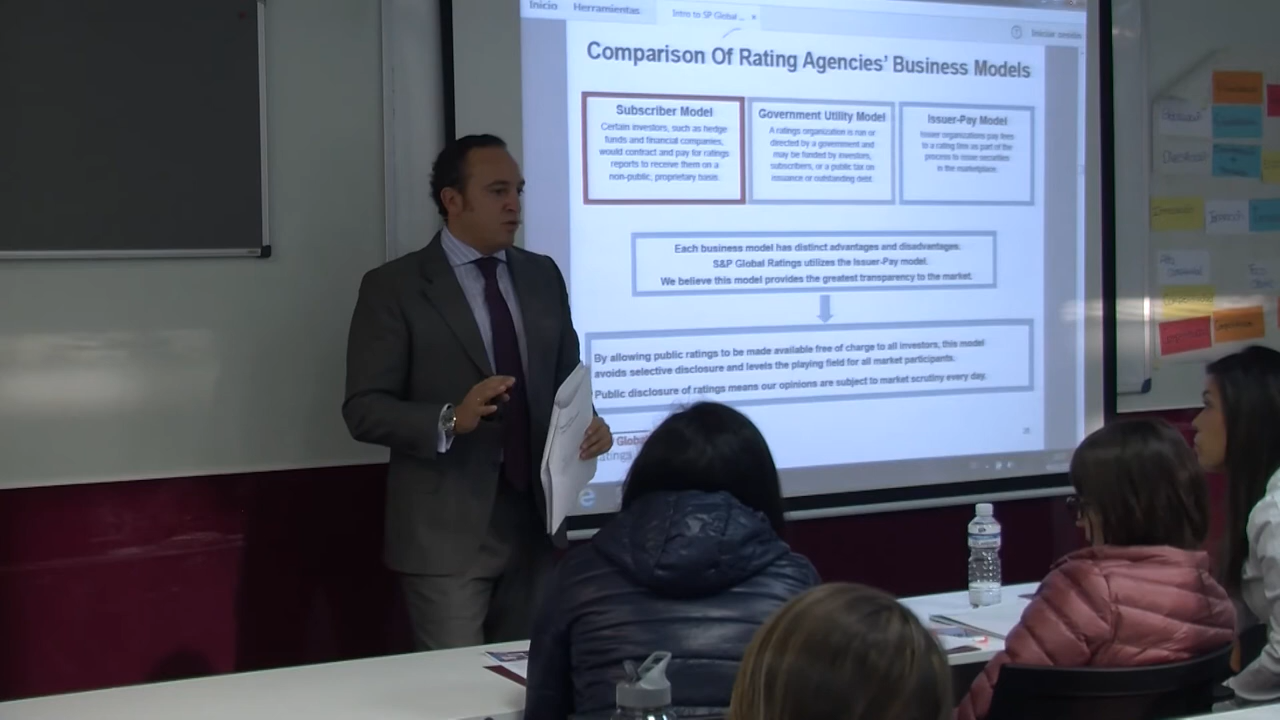 Inicio Herramientas Intro to SP Global ... ×
Iniciar sesión
Comparison Of Rating Agencies' Business Models
Subscriber Model
Certain investors, such as hedge
funds and financial companies,
would contract and pay for ratings
reports to receive them on a
non-public, proprietary basis.
Government Utility Model
A ratings organization is run or
directed by a government and
may be funded by investors,
subscribers, or a public tax on
issuance or outstanding debt.
Issuer-Pay Model
Issuer organizations pay fees
to a rating firm as part of the
process to issue securities
in the marketplace.
Each business model has distinct advantages and disadvantages.
S&P Global Ratings utilizes the Issuer-Pay model.
We believe this model provides the greatest transparency to the market.
By allowing public ratings to be made available free of charge to all investors, this model
avoids selective disclosure and levels the playing field for all market participants.
Public disclosure of ratings means our opinions are subject to market scrutiny every day.
Global